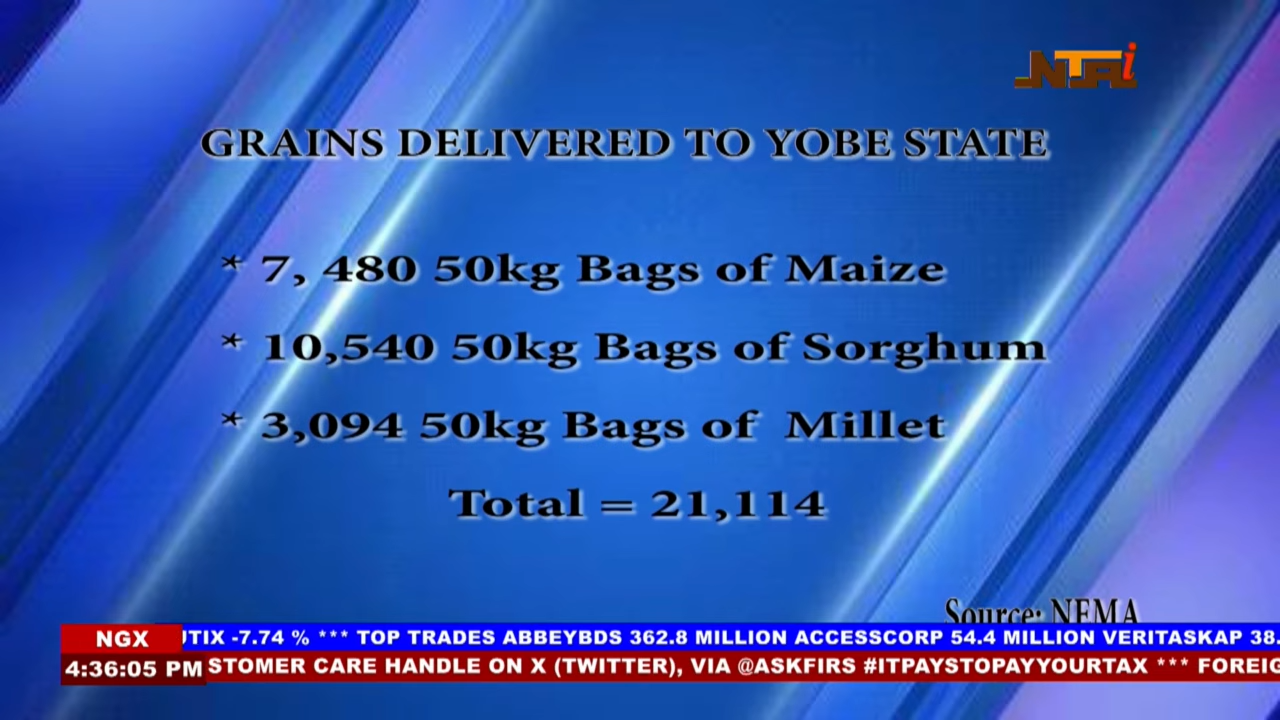 NTAi
GRAINS DELIVERED TO YOBE STATE
* 7, 480 50kg Bags of Maize
* 10,540 50kg Bags of Sorghum
* 3,094 50kg Bags of Millet
Total = 21,114
Source: NEMA
NGX
UTIX -7.74 % *** TOP TRADES ABBEYBDS 362.8 MILLION ACCESSCORP 54.4 MILLION VERITASKAP 38.
4:36:05 PM
STOMER CARE HANDLE ON X (TWITTER), VIA @ASKFIRS #ITPAYSTOPAYYOURTAX *** FOREIG